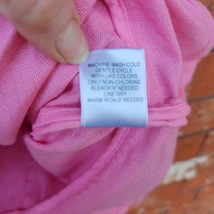 MACHINE WASH COLD
GENTLE CYCLE
WITH LIKE COLORS
ONLY NON-CHLORINE
BLEACH IF NEEDED
LINE DRY
WARM IRON IF NEEDED